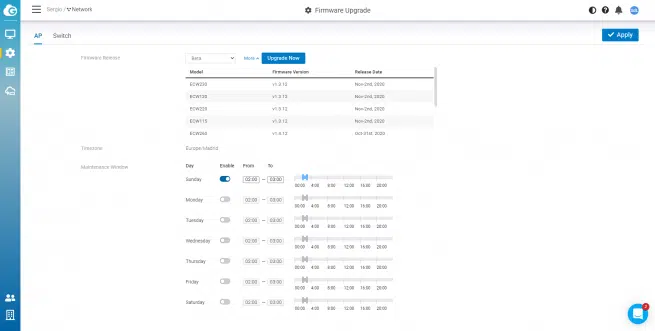 Sergio / Network
Firmware Upgrade
AP Switch
Apply
Firmware Release
Beta More Upgrade Now
Model Firmware Version Release Date
ECW230 v1.3.12 Nov 2nd, 2020
ECW120 v1.3.12 Nov 2nd, 2020
ECW220 v1.3.12 Nov 2nd, 2020
ECW115 v1.3.12 Nov 2nd, 2020
ECW260 v1.3.12 Oct 31st, 2020
Timezone Europe/Madrid
Maintenance Window
Day Enable From To
Sunday 02:00 — 03:00
00:00 4:00 8:00 12:00 16:00 20:00
Monday 02:00 — 03:00
00:00 4:00 8:00 12:00 16:00 20:00
Tuesday 02:00 — 03:00
00:00 4:00 8:00 12:00 16:00 20:00
Wednesday 02:00 — 03:00
00:00 4:00 8:00 12:00 16:00 20:00
Thursday 02:00 — 03:00
00:00 4:00 8:00 12:00 16:00 20:00
Friday 02:00 — 03:00
00:00 4:00 8:00 12:00 16:00 20:00
Saturday 02:00 — 03:00
00:00 4:00 8:00 12:00 16:00 20:00